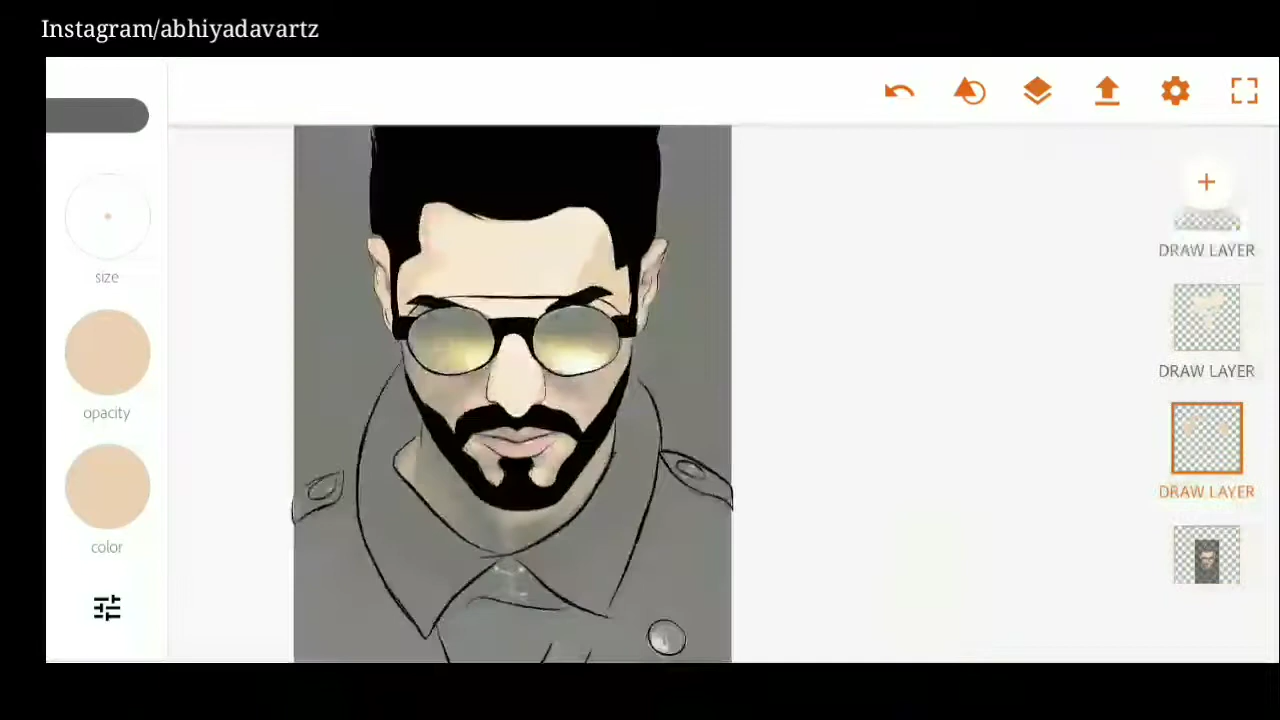 Instagram/abhiyadavartz
size
opacity
color
DRAW LAYER
DRAW LAYER
DRAW LAYER